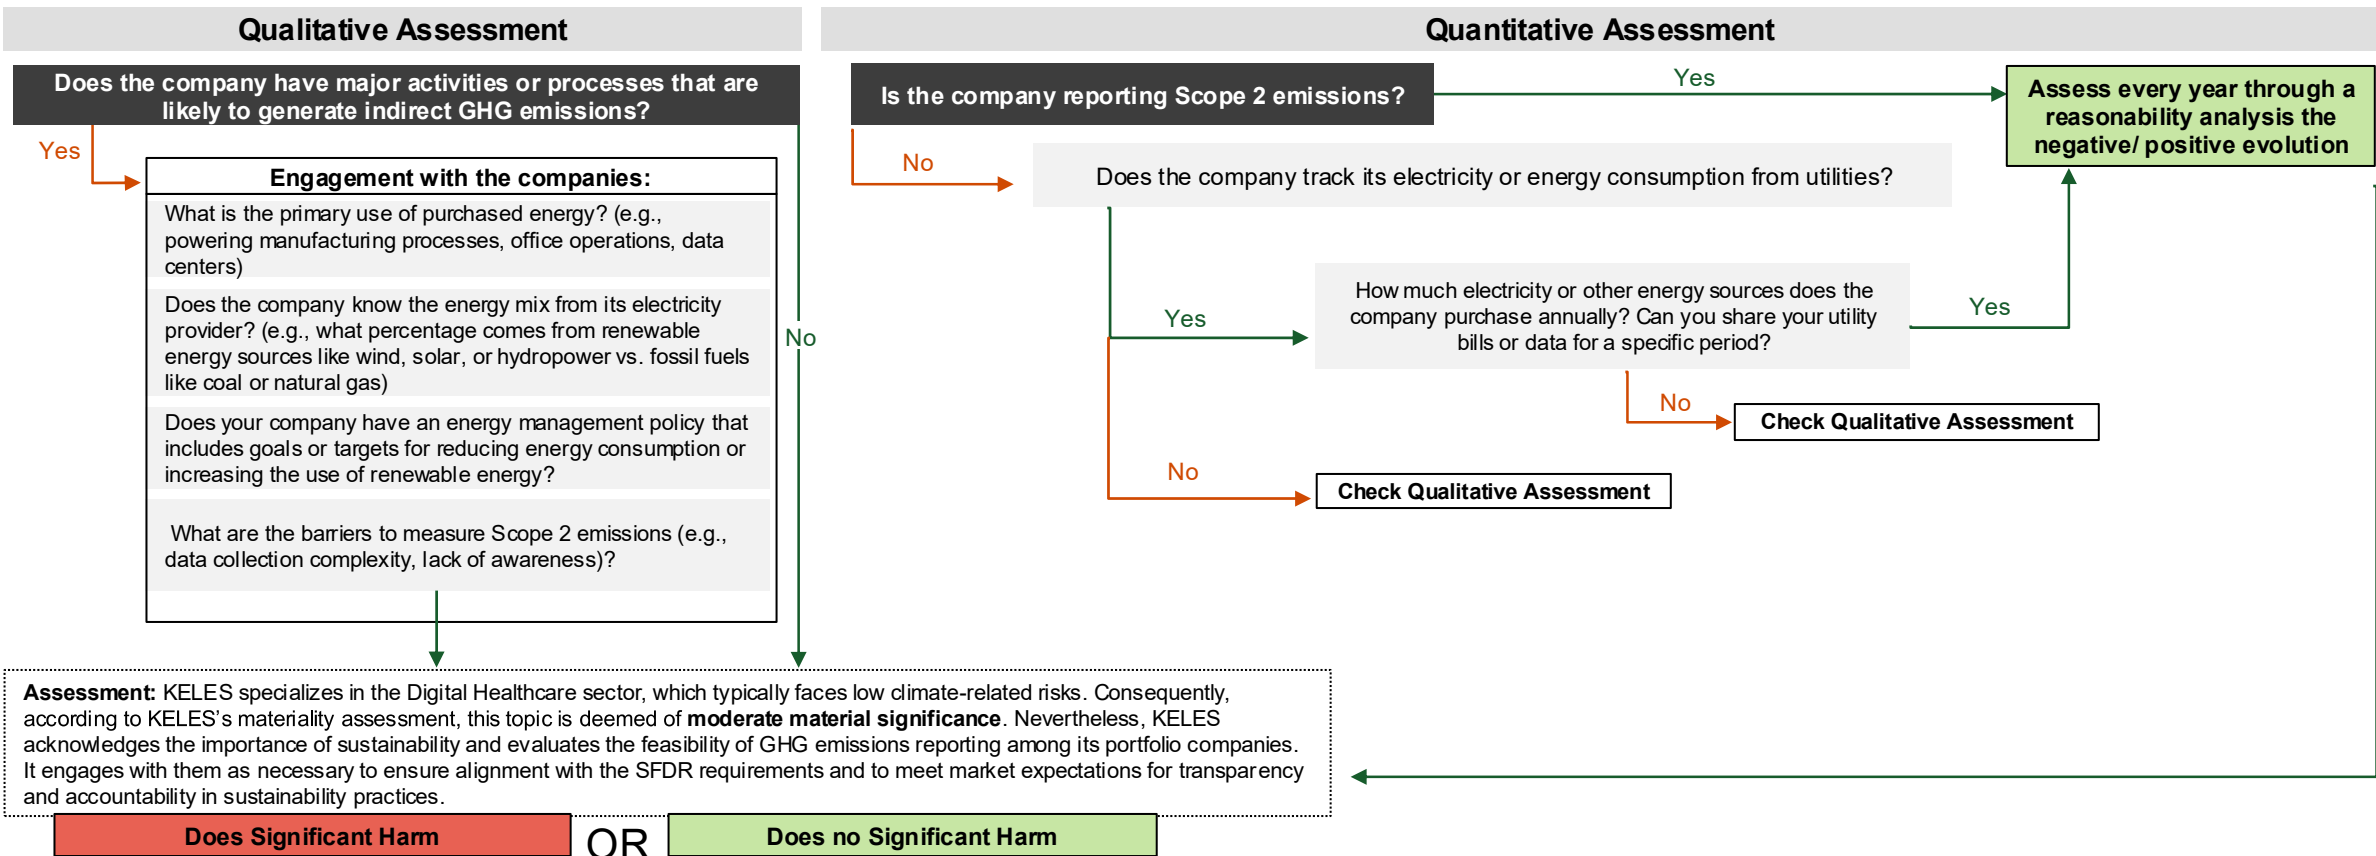 Qualitative Assessment
Does the company have major activities or processes that are
likely to generate indirect GHG emissions?
Yes
Engagement with the companies:
What is the primary use of purchased energy? (e.g.,
powering manufacturing processes, office operations, data
centers)
Does the company know the energy mix from its electricity
provider? (e.g., what percentage comes from renewable
energy sources like wind, solar, or hydropower vs. fossil fuels
like coal or natural gas)
No
Does your company have an energy management policy that
includes goals or targets for reducing energy consumption or
increasing the use of renewable energy?
What are the barriers to measure Scope 2 emissions (e.g.,
data collection complexity, lack of awareness)?
Quantitative Assessment
Is the company reporting Scope 2 emissions?
Yes
Assess every year through a
reasonability analysis the
negative/ positive evolution
No
Does the company track its electricity or energy consumption from utilities?
Yes
How much electricity or other energy sources does the
company purchase annually? Can you share your utility
bills or data for a specific period?
Yes
No
Check Qualitative Assessment
No
Check Qualitative Assessment
Assessment: KELES specializes in the Digital Healthcare sector, which typically faces low climate-related risks. Consequently,
according to KELES's materiality assessment, this topic is deemed of moderate material significance. Nevertheless, KELES
acknowledges the importance of sustainability and evaluates the feasibility of GHG emissions reporting among its portfolio companies.
It engages with them as necessary to ensure alignment with the SFDR requirements and to meet market expectations for transparency
and accountability in sustainability practices.
Does Significant Harm
OR
Does no Significant Harm